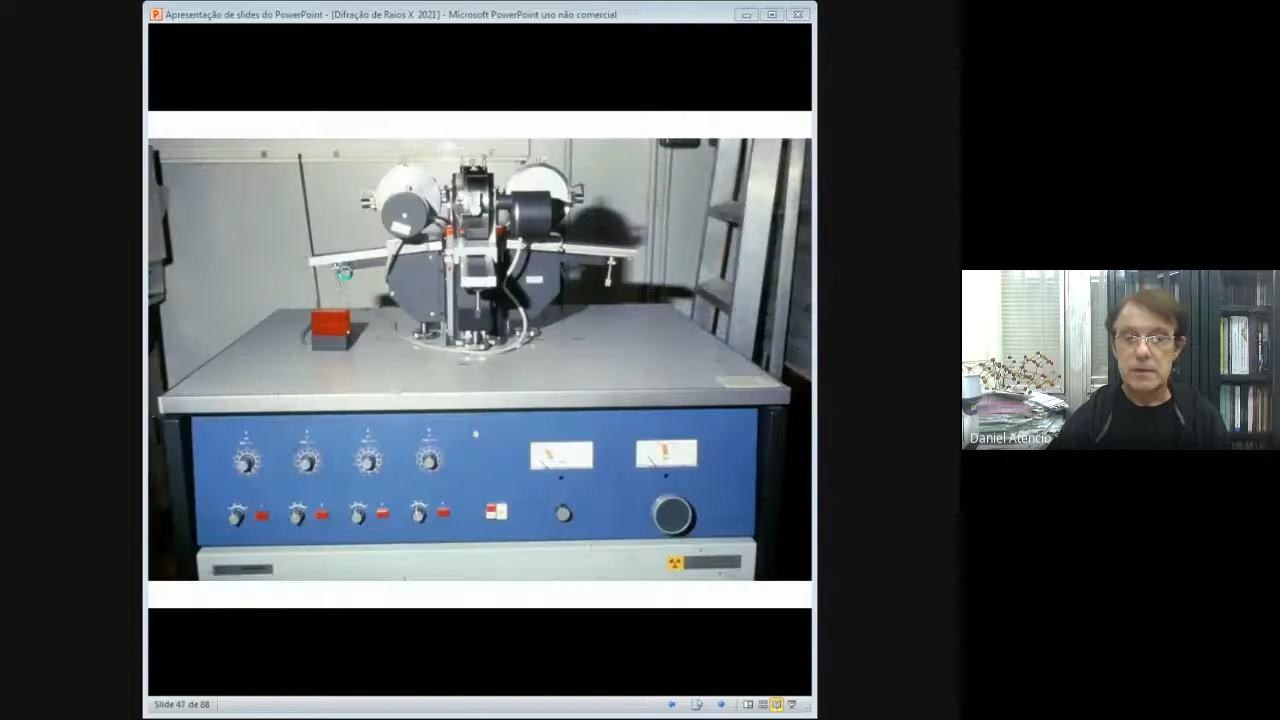 Apresentação de slides do PowerPoint - [Difração de Raios X 2021] - Microsoft PowerPoint uso não comercial
Daniel Atencio
Slide 47 de 88